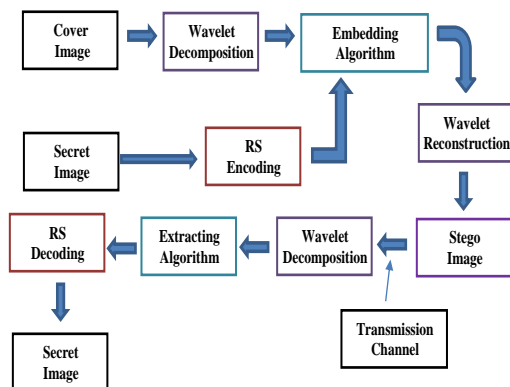 Cover
Image
Wavelet
Decomposition
Embedding
Algorithm
Secret
Image
RS
Encoding
Wavelet
Reconstruction
RS
Decoding
Extracting
Algorithm
Wavelet
Decomposition
Stego
Image
Secret
Image
Transmission
Channel